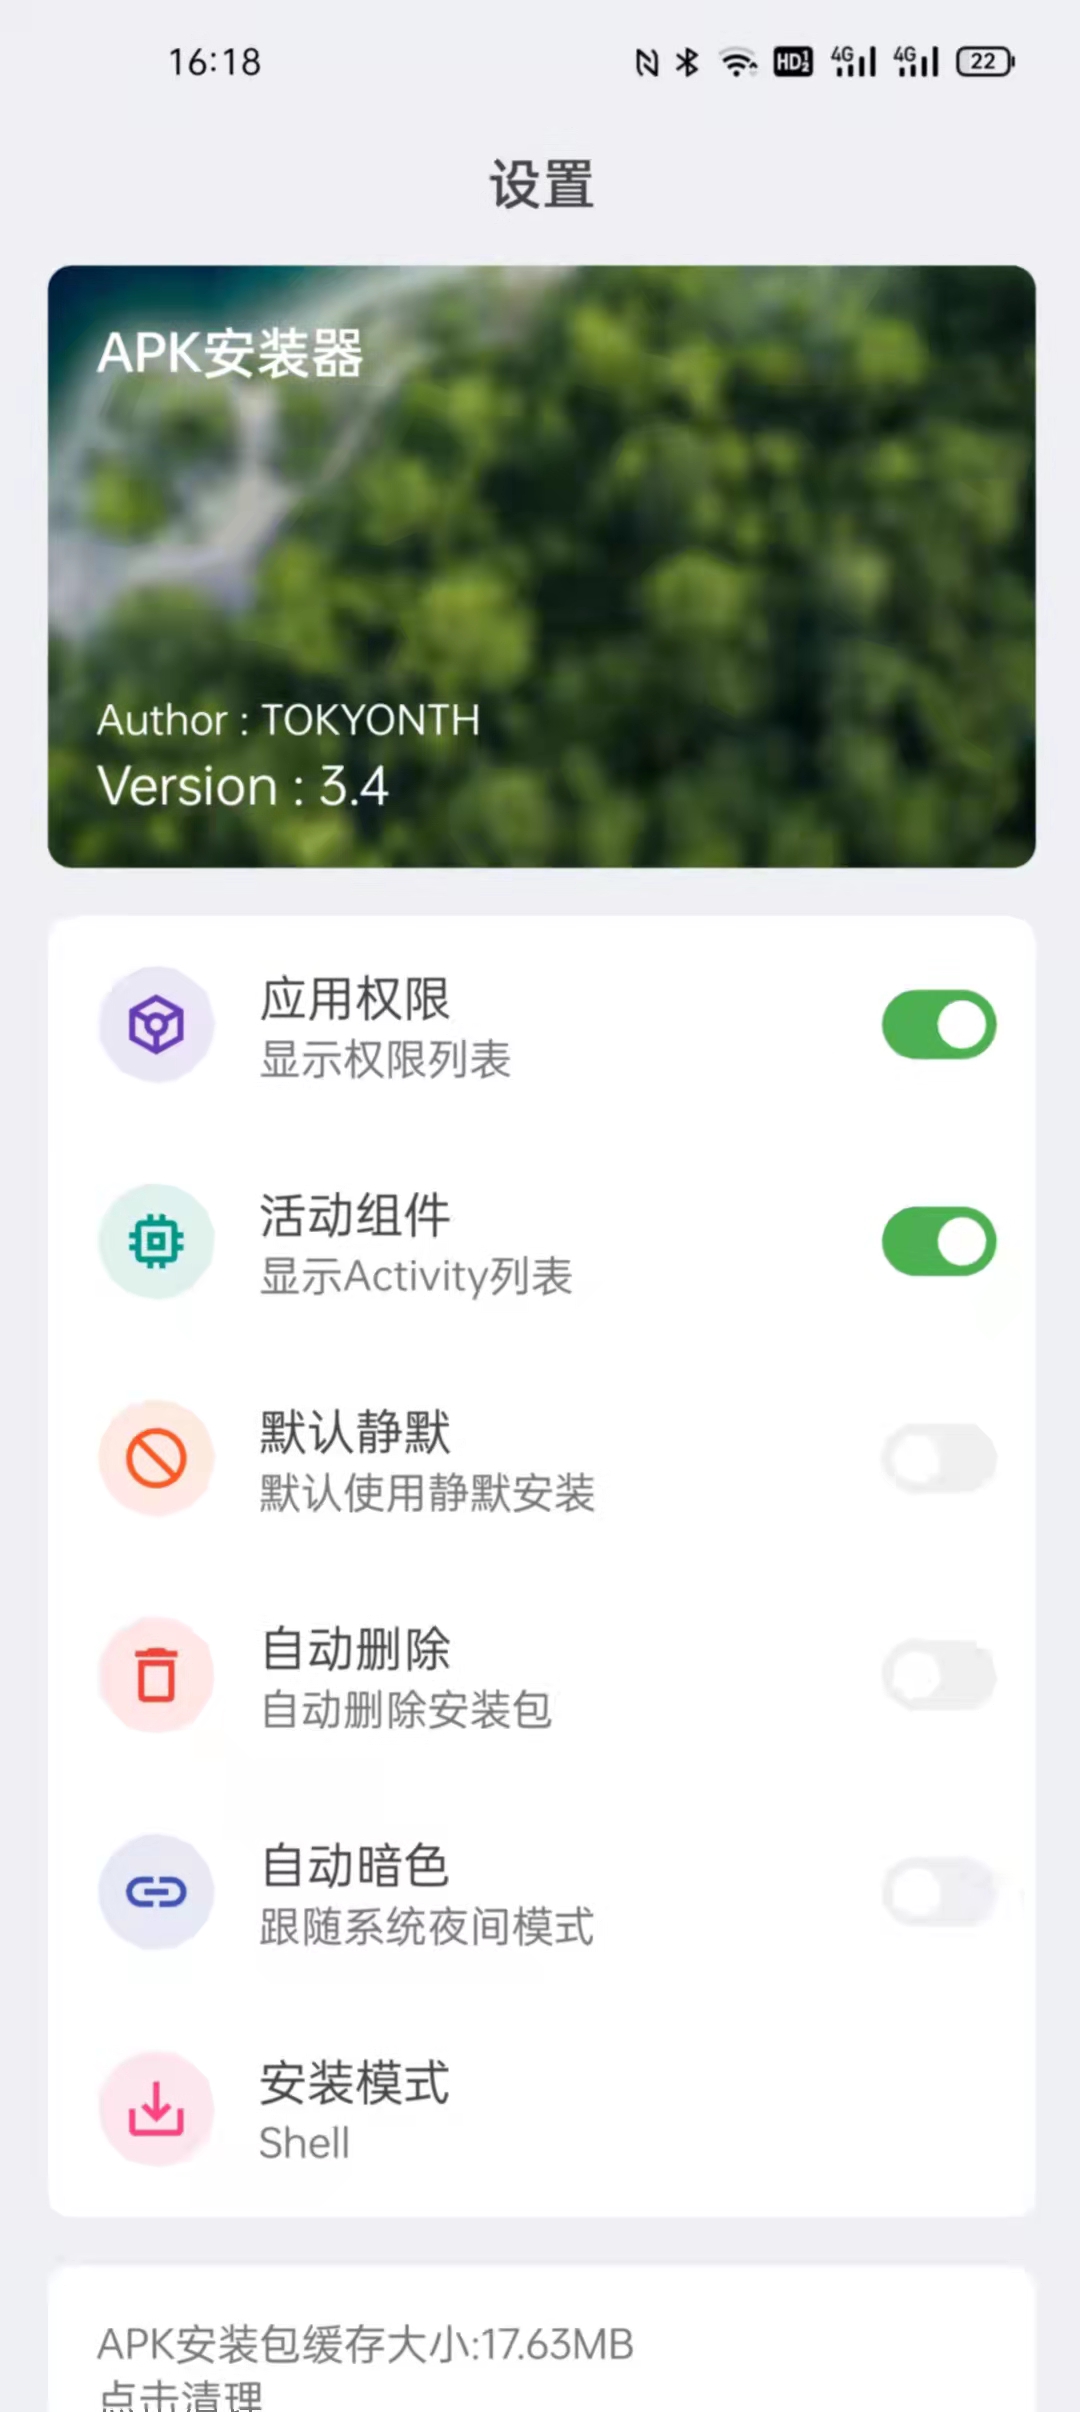 16:18
HD 4G 4G 22
设置
APK安装器
Author : TOKYONTH
Version : 3.4
应用权限
显示权限列表
活动组件
显示Activity列表
默认静默
默认使用静默安装
自动删除
自动删除安装包
自动暗色
跟随系统夜间模式
安装模式
Shell
APK安装包缓存大小:17.63MB
点击清理